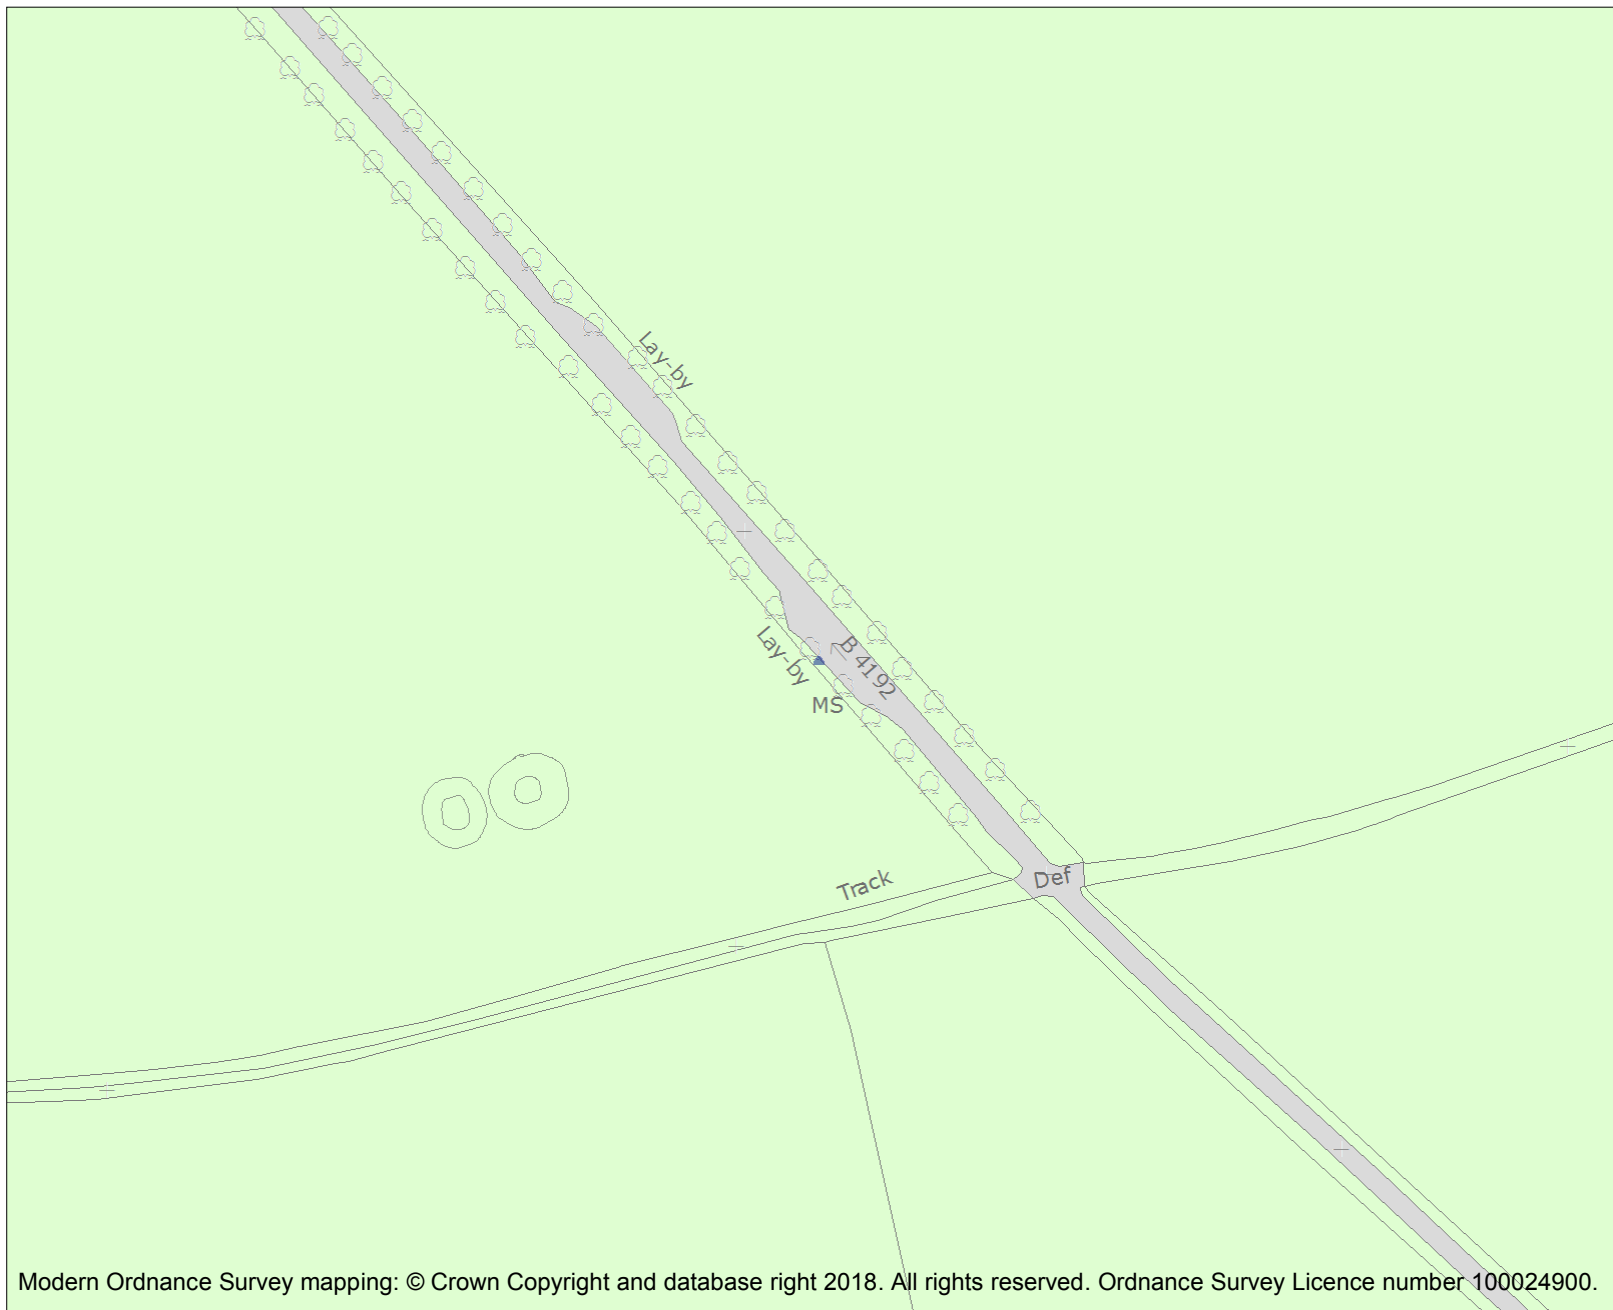 Lay-by
B 4192
Lay-by
MS
Track
Def
Modern Ordnance Survey mapping: © Crown Copyright and database right 2018. All rights reserved. Ordnance Survey Licence number 100024900.